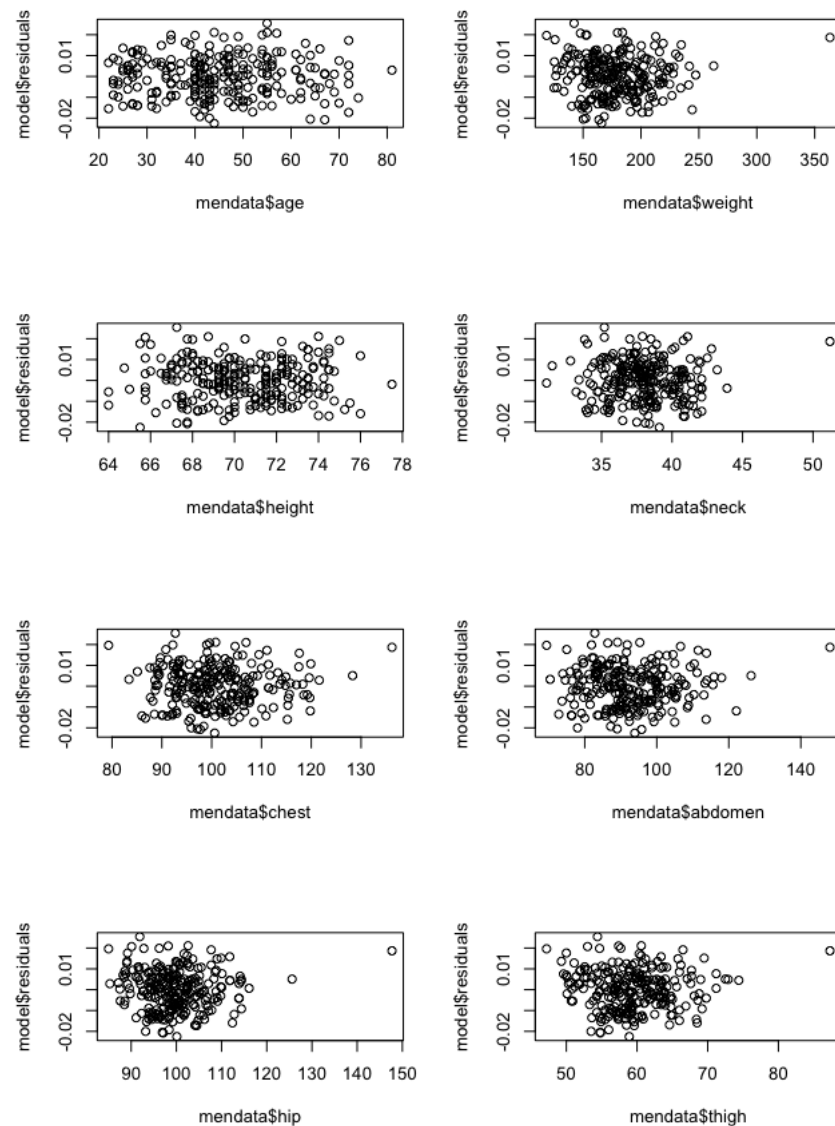 model$residuals
0.01
-0.02
20 30 40 50 60 70 80
mendata$age
model$residuals
0.01
-0.02
150 200 250 300 350
mendata$weight
model$residuals
0.01
-0.02
64 66 68 70 72 74 76 78
mendata$height
model$residuals
0.01
-0.02
35 40 45 50
mendata$neck
model$residuals
0.01
-0.02
80 90 100 110 120 130
mendata$chest
model$residuals
0.01
-0.02
80 100 120 140
mendata$abdomen
model$residuals
0.01
-0.02
90 100 110 120 130 140 150
mendata$hip
model$residuals
0.01
-0.02
50 60 70 80
mendata$thigh